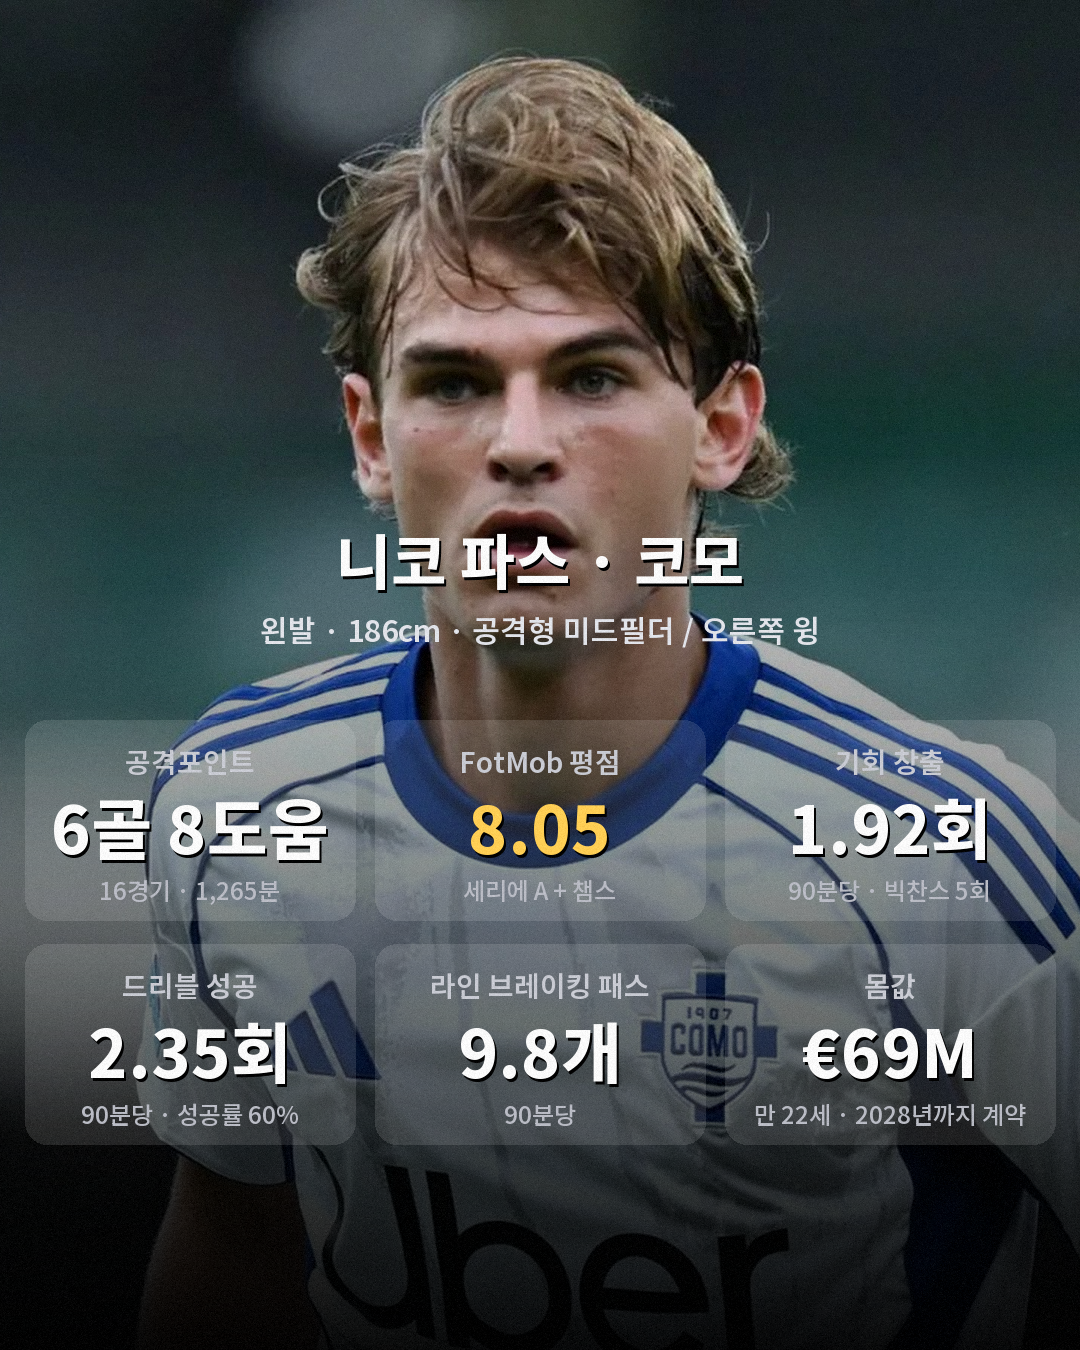 니코 파스 · 코모
왼발 · 186cm · 공격형 미드필더 / 오른쪽 윙
공격포인트
6골 8도움
16경기 · 1,265분
FotMob 평점
8.05
세리에 A + 챔스
기회 창출
1.92회
90분당 · 빅찬스 5회
드리블 성공
2.35회
90분당 · 성공률 60%
라인 브레이킹 패스
9.8개
90분당
몸값
€69M
만 22세 · 2028년까지 계약
1907
COMO
uber